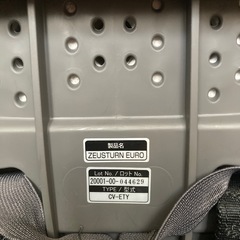 製品名
ZEUSTURN EURO
Lot No. / ロット No.
20001-00-044629
TYPE / 型式
CV-ETY